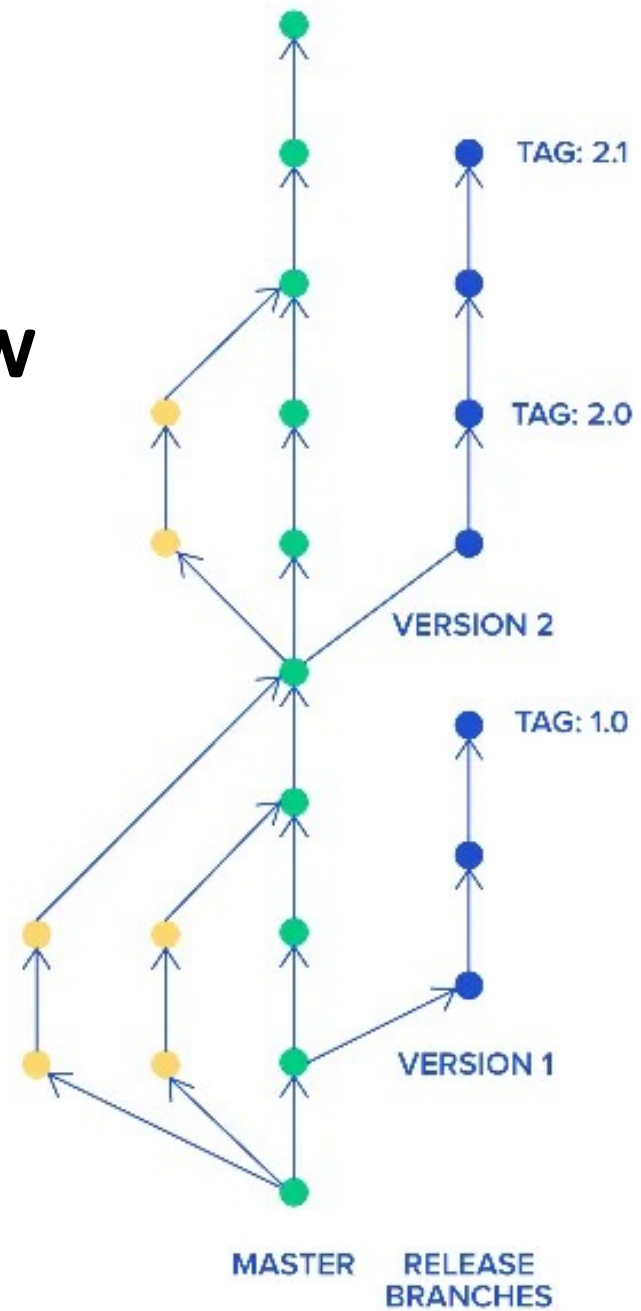 TAG: 2.1
w
TAG: 2.0
VERSION 2
TAG: 1.0
VERSION 1
MASTER
RELEASE
BRANCHES